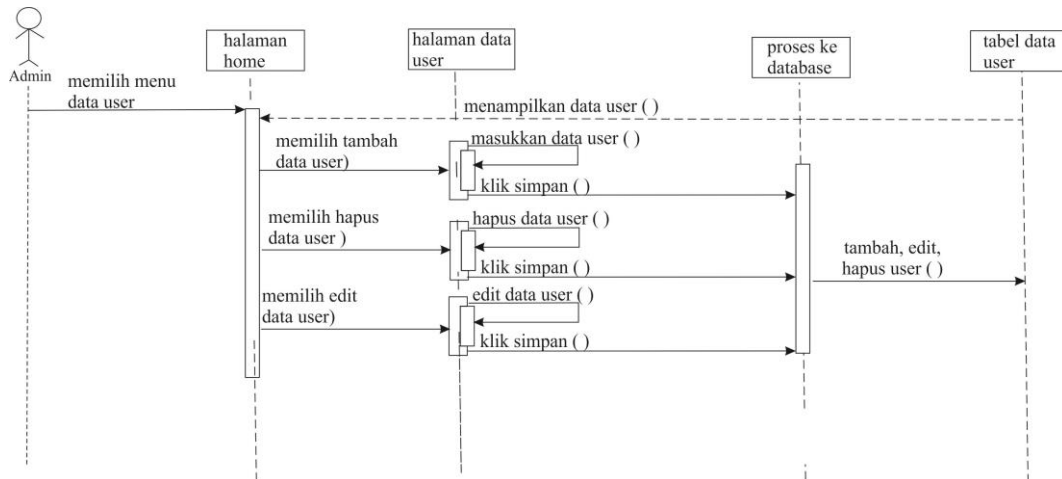 halaman
home
halaman data
user
proses ke
database
tabel data
user
Admin
memilih menu
data user
menampilkan data user ( )
memilih tambah
data user)
masukkan data user ( )
klik simpan ( )
memilih hapus
data user )
hapus data user ( )
klik simpan ( )
tambah, edit,
hapus user ( )
memilih edit
data user)
edit data user ( )
klik simpan ( )